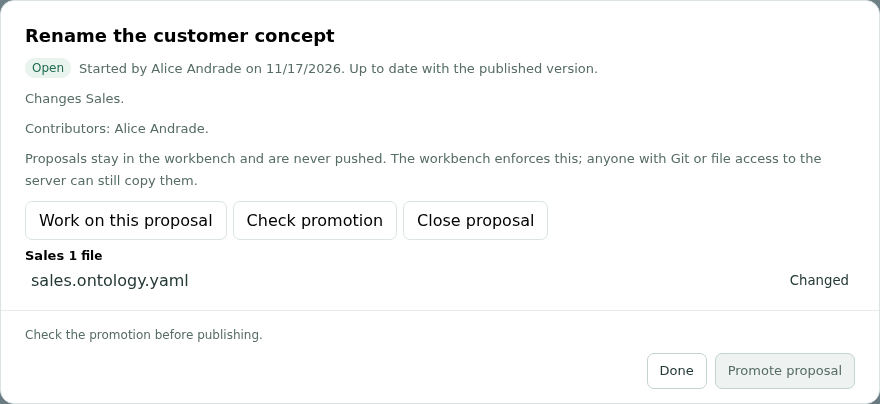 Rename the customer concept
Open Started by Alice Andrade on 11/17/2026. Up to date with the published version.
Changes Sales.
Contributors: Alice Andrade.
Proposals stay in the workbench and are never pushed. The workbench enforces this; anyone with Git or file access to the
server can still copy them.
Work on this proposal Check promotion Close proposal
Sales 1 file
sales.ontology.yaml Changed
Check the promotion before publishing.
Done Promote proposal